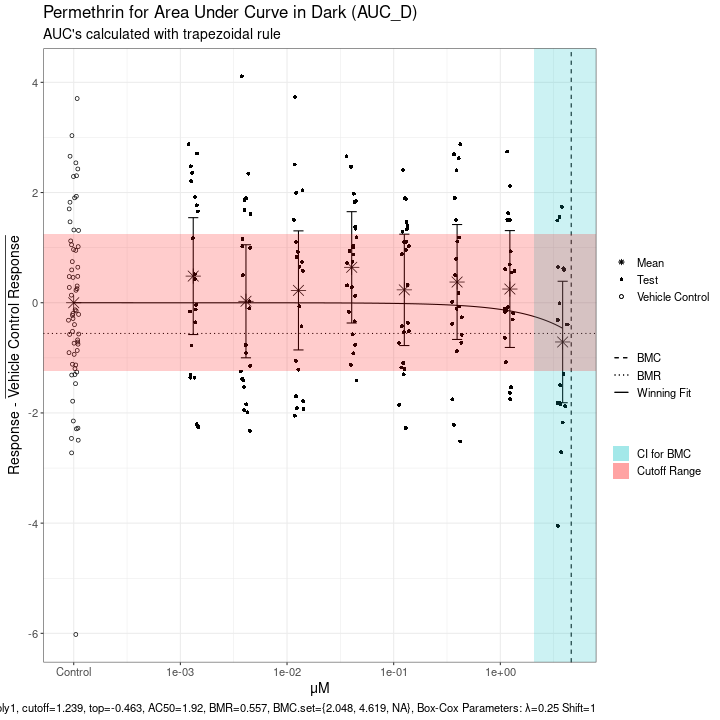 Permethrin for Area Under Curve in Dark (AUC_D)
AUC's calculated with trapezoidal rule
Response - Vehicle Control Response
4
2
0
-2
-4
-6
Control
1e-03
1e-02
1e-01
1e+00
μM
Mean
Test
Vehicle Control
BMC
BMR
Winning Fit
CI for BMC
Cutoff Range
oly1, cutoff=1.239, top=-0.463, AC50=1.92, BMR=0.557, BMC.set={2.048, 4.619, NA}, Box-Cox Parameters: λ=0.25 Shift=1